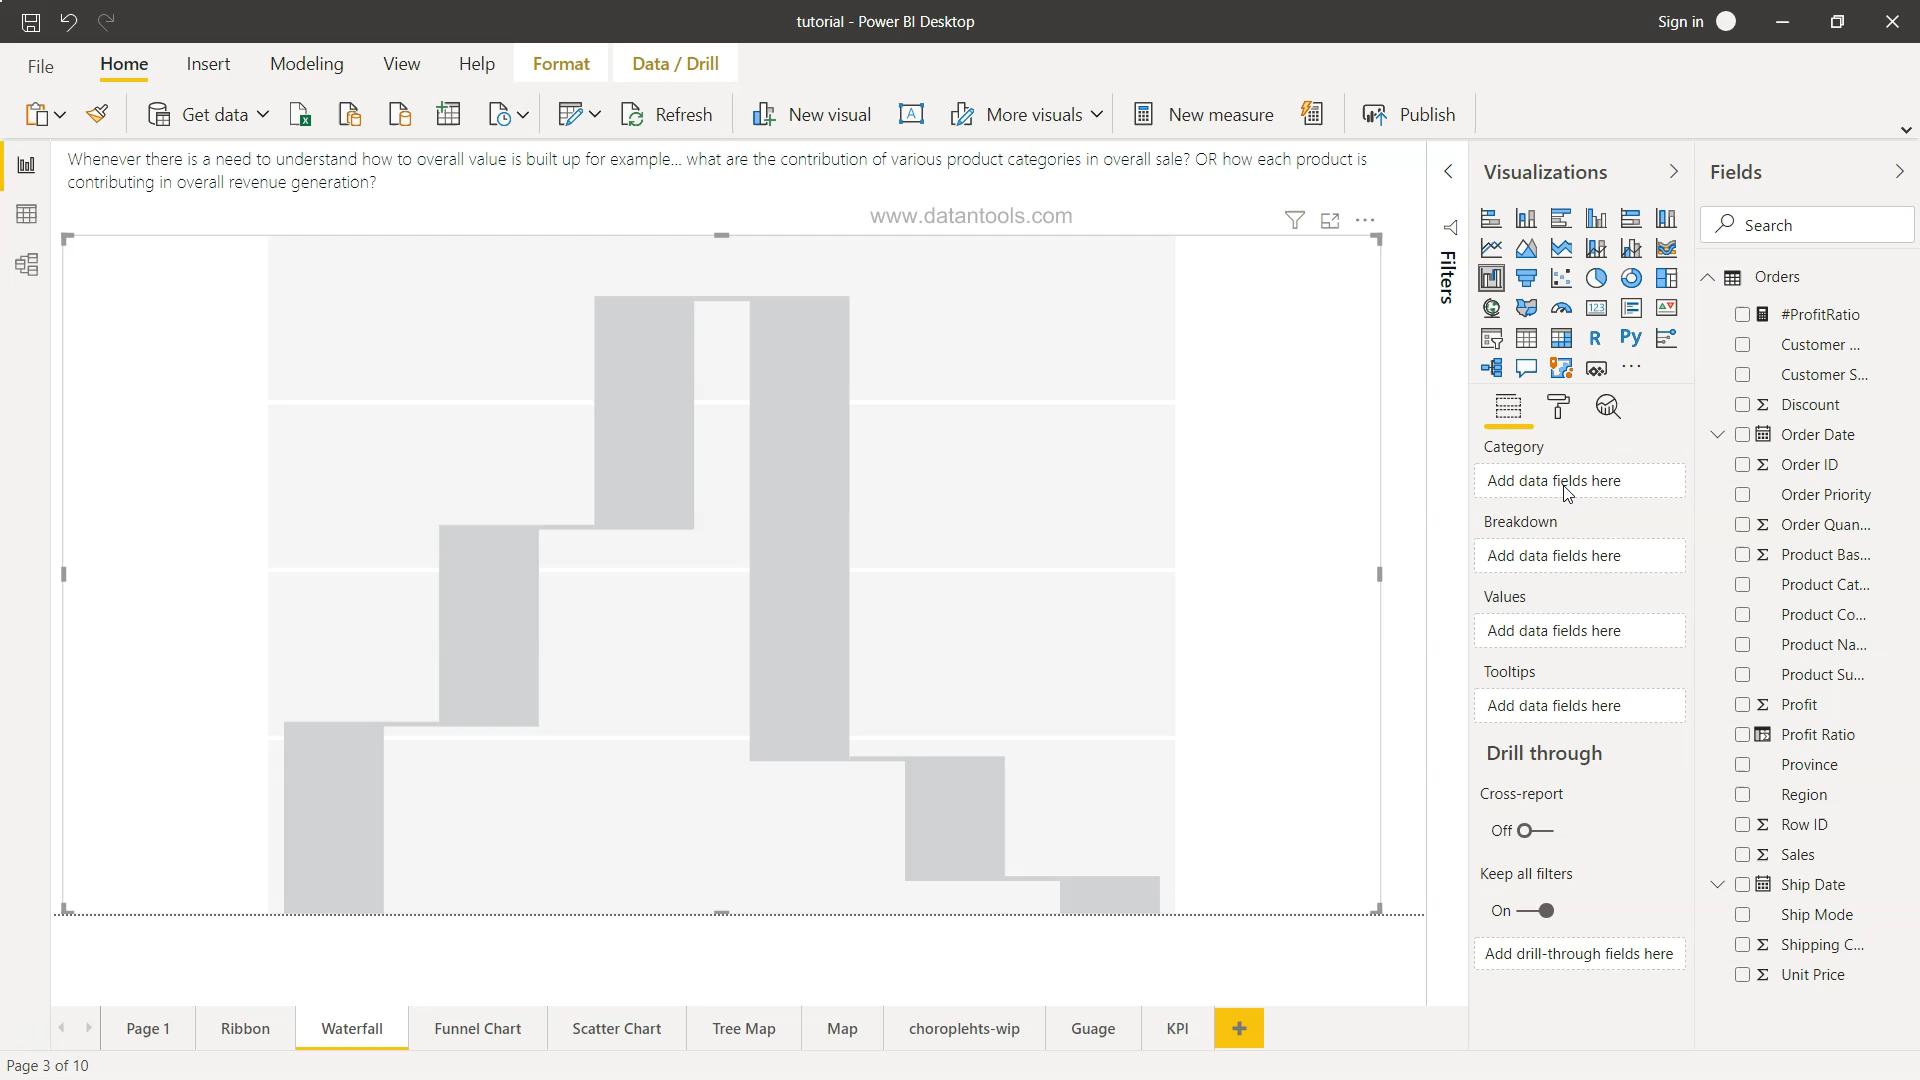 tutorial - Power BI Desktop
Sign in
File Home Insert Modeling View Help Format Data / Drill
Get data Refresh New visual A More visuals New measure Publish
Whenever there is a need to understand how to overall value is built up for example... what are the contribution of various product categories in overall sale? OR how each product is
contributing in overall revenue generation?
www.datantools.com
Filters
Visualizations
123
R Py
Category
Add data fields here
Breakdown
Add data fields here
Values
Add data fields here
Tooltips
Add data fields here
Drill through
Cross-report
Off
Keep all filters
On
Add drill-through fields here
Fields
Search
Orders
#ProfitRatio
Customer ...
Customer S...
Σ Discount
Order Date
Σ Order ID
Order Priority
Σ Order Quan...
Σ Product Bas...
Product Cat...
Product Co...
Product Na...
Product Su...
Σ Profit
Profit Ratio
Province
Region
Σ Row ID
Σ Sales
Ship Date
Ship Mode
Σ Shipping C...
Σ Unit Price
Page 1 Ribbon Waterfall Funnel Chart Scatter Chart Tree Map Map choroplehts-wip Guage KPI +
Page 3 of 10